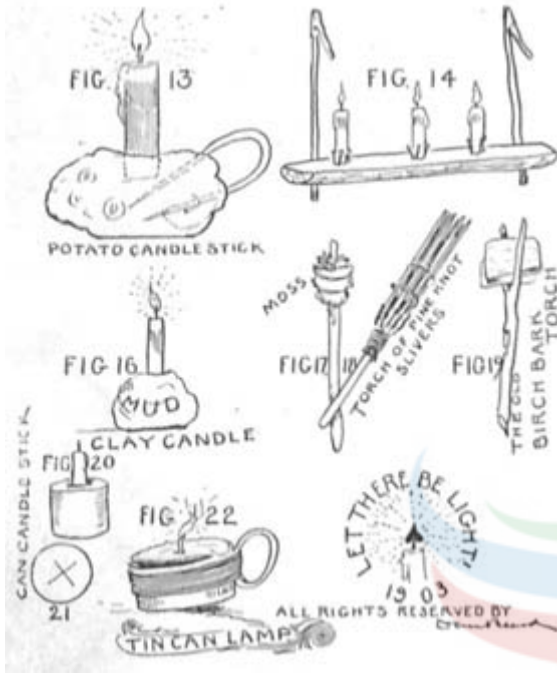 FIG. 13
POTATO CANDLE STICK
FIG. 14
FIG 16
MUD
CLAY CANDLE
MOSS
FIG 17
18
TORCH OF PINE KNOT
SLIVERS
FIG 19
THE OLD
BIRCH BARK
TORCH
CAN CANDLE STICK
FIG 20
21
FIG 22
TIN CAN LAMP
LET THERE BE LIGHT!
1903
ALL RIGHTS RESERVED BY